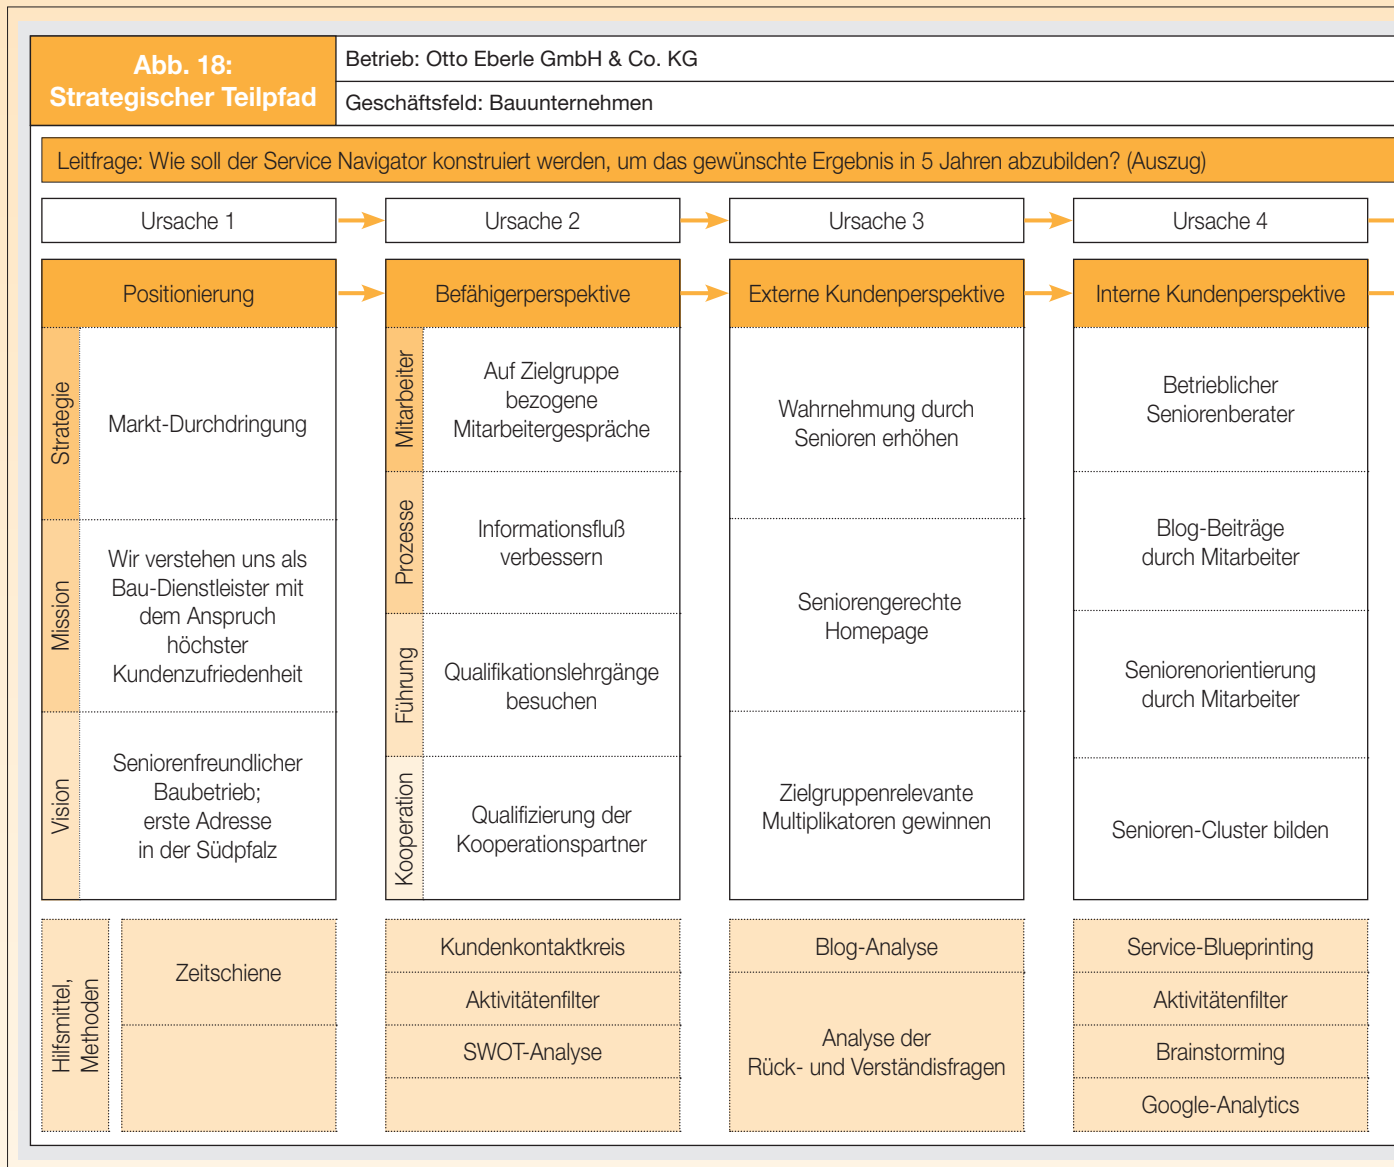 Abb. 18:
Strategischer Teilpfad
Betrieb: Otto Eberle GmbH & Co. KG
Geschäftsfeld: Bauunternehmen
Leitfrage: Wie soll der Service Navigator konstruiert werden, um das gewünschte Ergebnis in 5 Jahren abzubilden? (Auszug)
Ursache 1
Ursache 2
Ursache 3
Ursache 4
Positionierung
Befähigerperspektive
Externe Kundenperspektive
Interne Kundenperspektive
Strategie
Markt-Durchdringung
Mission
Wir verstehen uns als
Bau-Dienstleister mit
dem Anspruch
höchster
Kundenzufriedenheit
Vision
Seniorenfreundlicher
Baubetrieb;
erste Adresse
in der Südpfalz
Mitarbeiter
Auf Zielgruppe
bezogene
Mitarbeitergespräche
Prozesse
Informationsfluß
verbessern
Führung
Qualifikationslehrgänge
besuchen
Kooperation
Qualifizierung der
Kooperationspartner
Wahrnehmung durch
Senioren erhöhen
Seniorengerechte
Homepage
Zielgruppenrelevante
Multiplikatoren gewinnen
Betrieblicher
Seniorenberater
Blog-Beiträge
durch Mitarbeiter
Seniorenorientierung
durch Mitarbeiter
Senioren-Cluster bilden
Hilfsmittel,
Methoden
Zeitschiene
Kundenkontaktkreis
Aktivitätenfilter
SWOT-Analyse
Blog-Analyse
Analyse der
Rück- und Verständisfragen
Service-Blueprinting
Aktivitätenfilter
Brainstorming
Google-Analytics